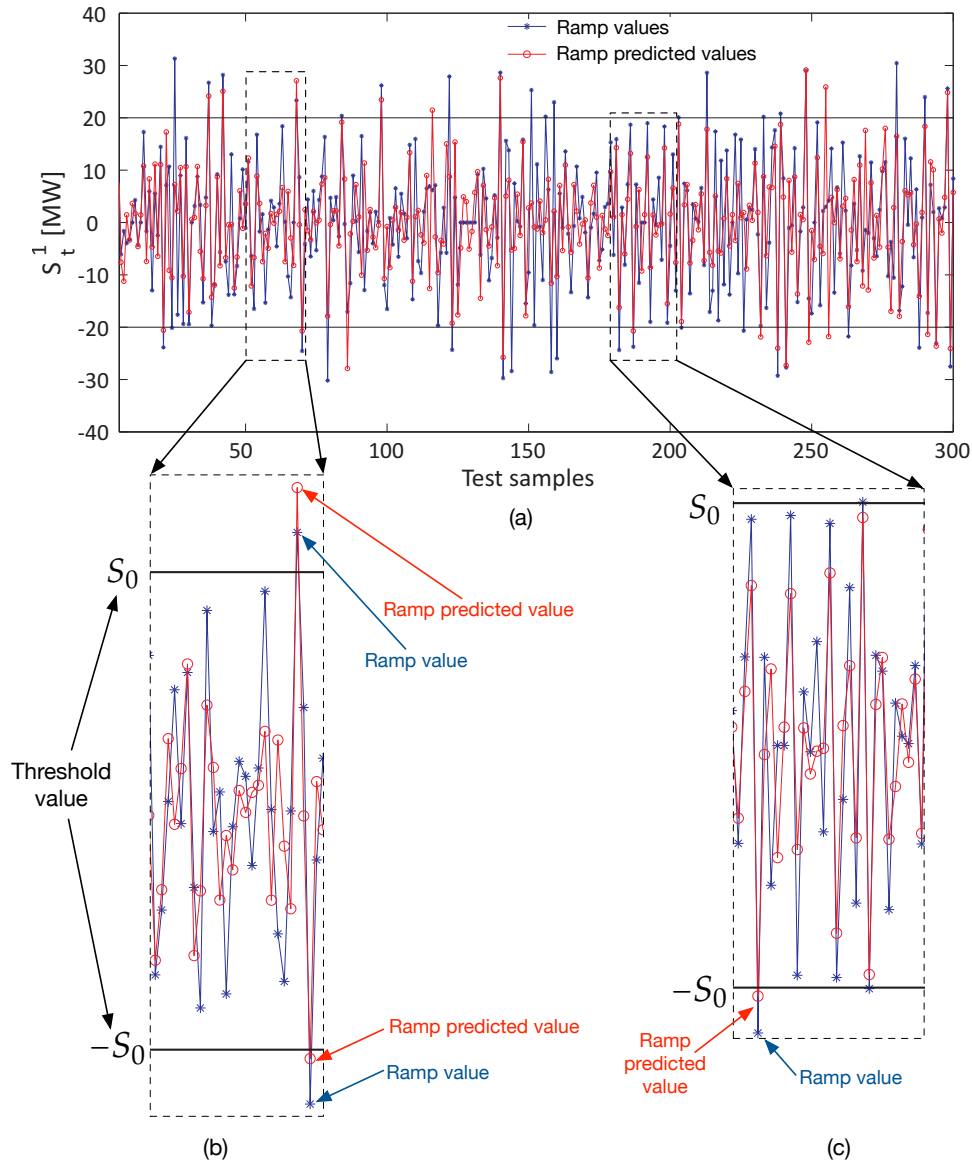 40
30
20
10
0
-10
-20
-30
-40
S_t^1 [MW]
Ramp values
Ramp predicted values
50
100
150
200
250
300
Test samples
(a)
S₀
Ramp predicted value
Ramp value
Threshold
value
−S₀
Ramp predicted value
Ramp value
(b)
S₀
−S₀
Ramp
predicted
value
Ramp value
(c)